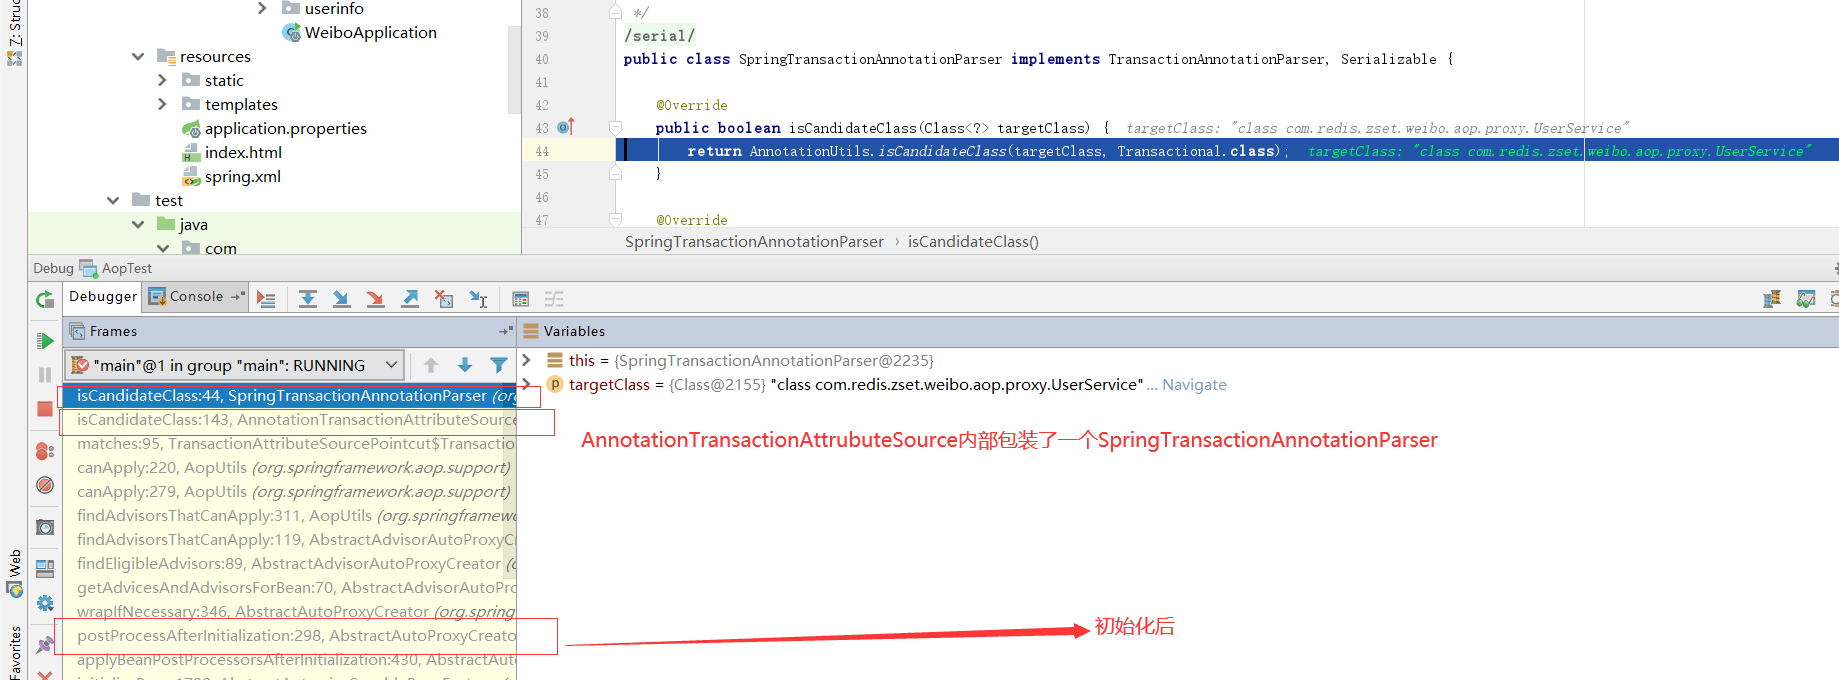 Z: Struc
userinfo
WeiboApplication
resources
static
templates
application.properties
index.html
spring.xml
test
java
com
38 */
39 /serial/
40 public class SpringTransactionAnnotationParser implements TransactionAnnotationParser, Serializable {
41
42 @Override
43 public boolean isCandidateClass(Class<?> targetClass) { targetClass: "class com.redis.zset.weibo.aop.proxy.UserService"
44 return AnnotationUtils.isCandidateClass(targetClass, Transactional.class); targetClass: "class com.redis.zset.weibo.aop.proxy.UserService"
45 }
46
47 @Override
SpringTransactionAnnotationParser › isCandidateClass()
Debug AopTest
Debugger Console
Frames
Variables
"main"@1 in group "main": RUNNING
this = {SpringTransactionAnnotationParser@2235}
targetClass = {Class@2155} "class com.redis.zset.weibo.aop.proxy.UserService"... Navigate
isCandidateClass:44, SpringTransactionAnnotationParser (org
isCandidateClass:143, AnnotationTransactionAttributeSource
matches:95, TransactionAttributeSourcePointcut$Transactio
canApply:220, AopUtils (org.springframework.aop.support)
canApply:279, AopUtils (org.springframework.aop.support)
findAdvisorsThatCanApply:311, AopUtils (org.springframew
findAdvisorsThatCanApply:119, AbstractAdvisorAutoProxyC
findEligibleAdvisors:89, AbstractAdvisorAutoProxyCreator (o
getAdvicesAndAdvisorsForBean:70, AbstractAdvisorAutoPro
wrapIfNecessary:346, AbstractAutoProxyCreator (org.spring
postProcessAfterInitialization:298, AbstractAutoProxyCreato
applyBeanPostProcessorsAfterInitialization:430, AbstractAut
AnnotationTransactionAttrubuteSource内部包装了一个SpringTransactionAnnotationParser
初始化后
Web
Favorites